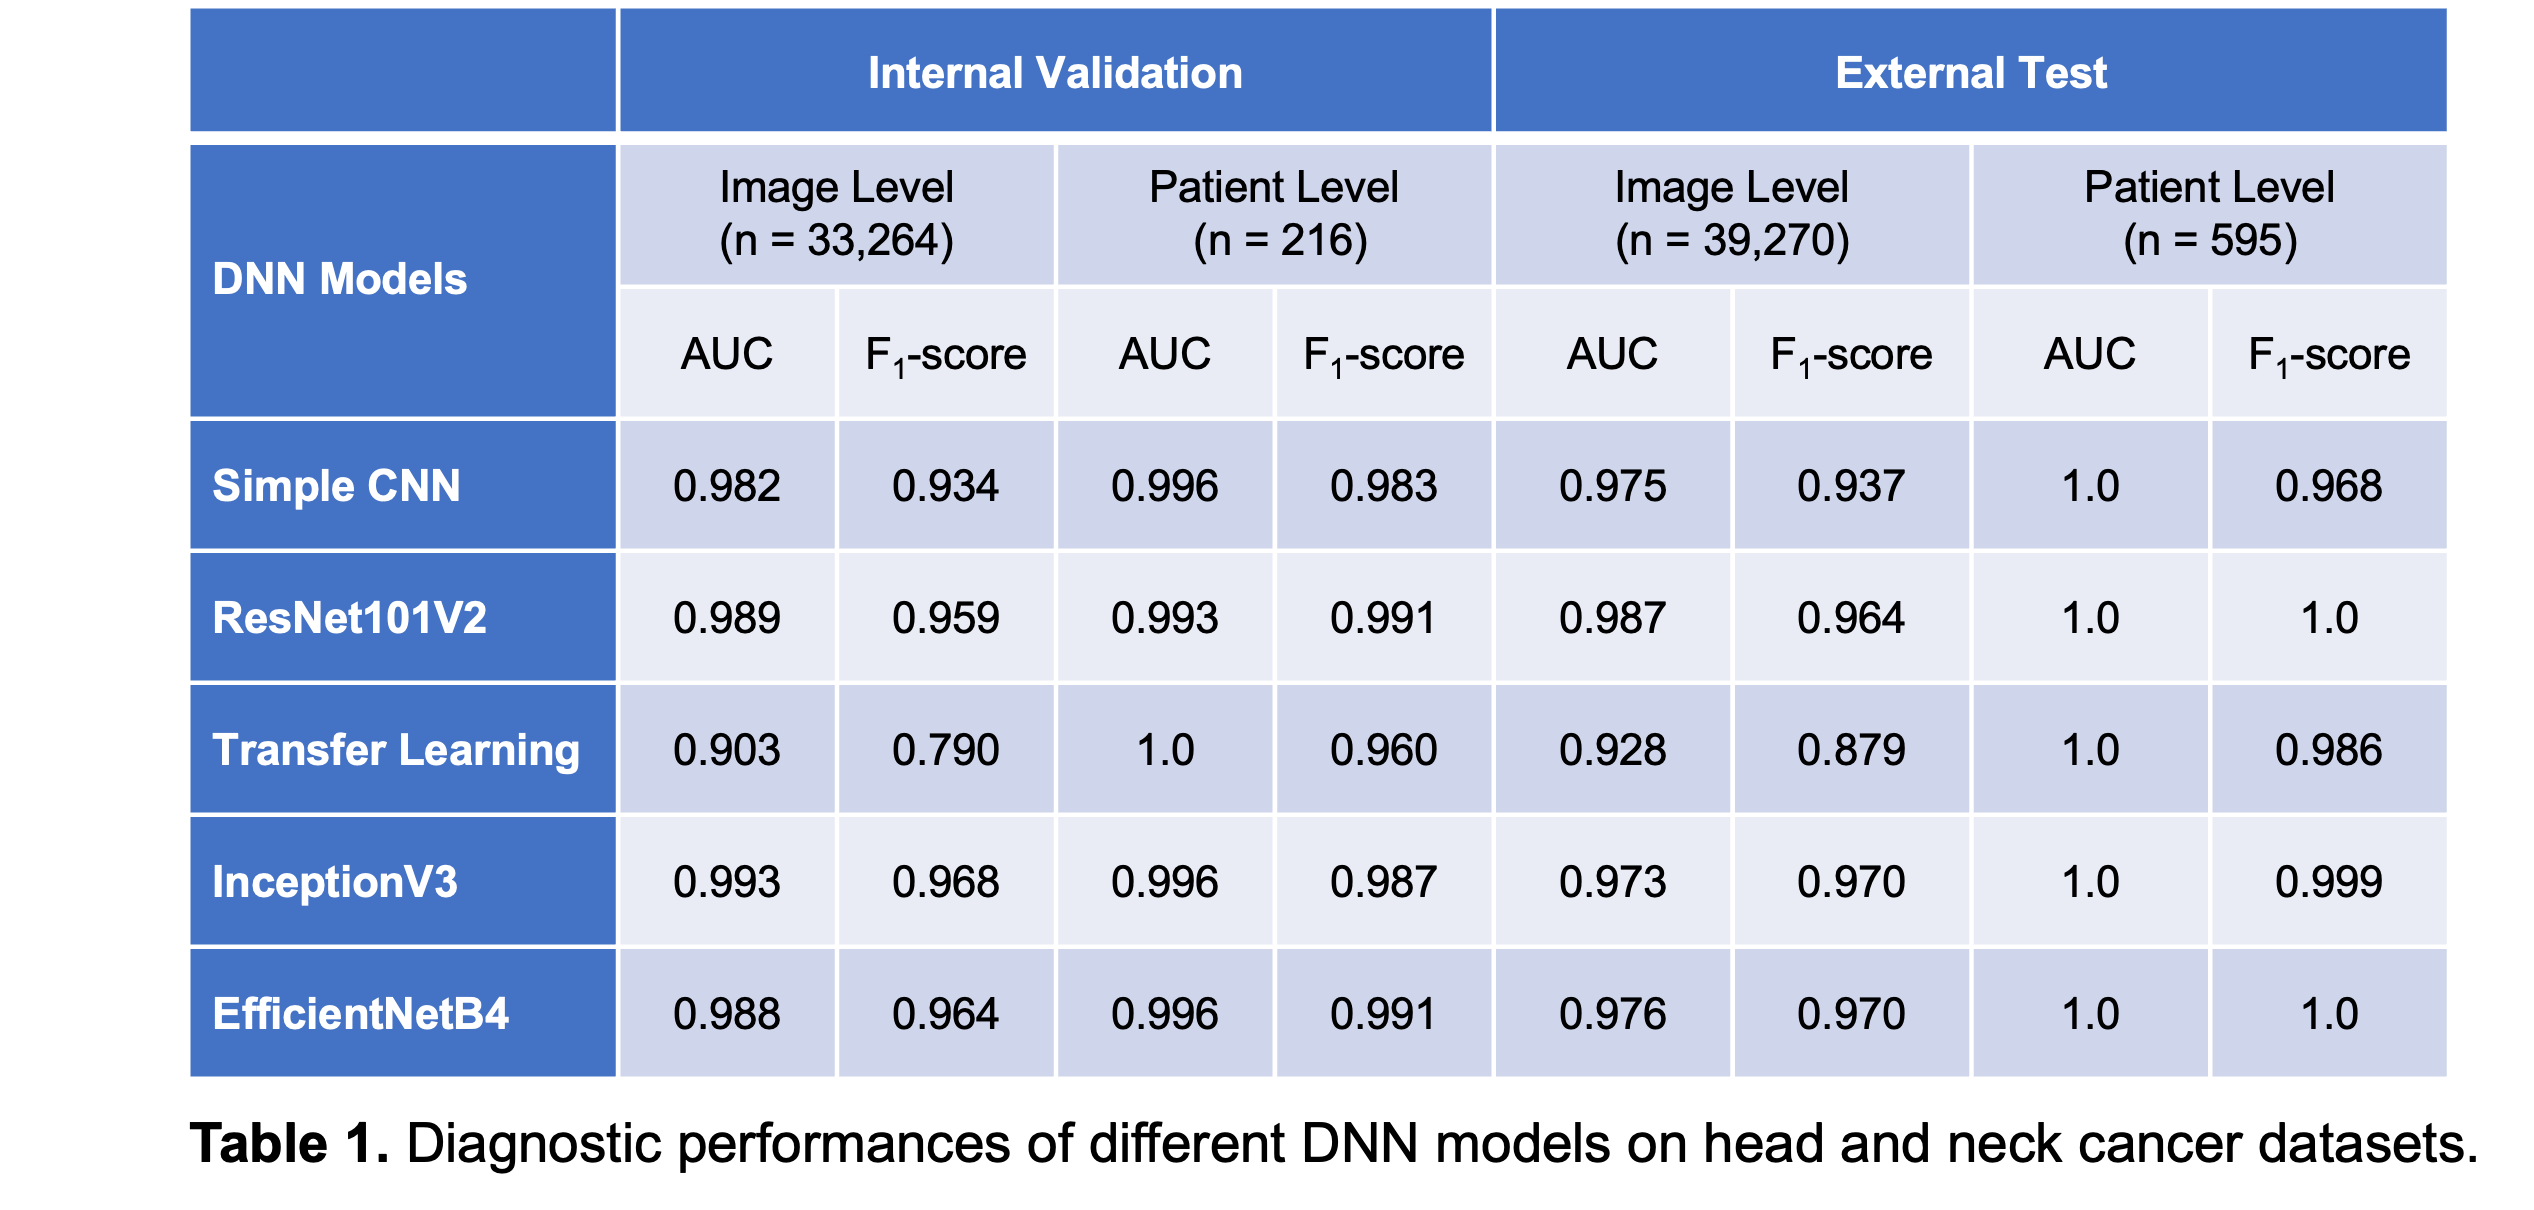 Internal Validation External Test
DNN Models
Image Level Patient Level Image Level Patient Level
(n = 33,264) (n = 216) (n = 39,270) (n = 595)
AUC F₁-score AUC F₁-score AUC F₁-score AUC F₁-score
Simple CNN 0.982 0.934 0.996 0.983 0.975 0.937 1.0 0.968
ResNet101V2 0.989 0.959 0.993 0.991 0.987 0.964 1.0 1.0
Transfer Learning 0.903 0.790 1.0 0.960 0.928 0.879 1.0 0.986
InceptionV3 0.993 0.968 0.996 0.987 0.973 0.970 1.0 0.999
EfficientNetB4 0.988 0.964 0.996 0.991 0.976 0.970 1.0 1.0
Table 1. Diagnostic performances of different DNN models on head and neck cancer datasets.